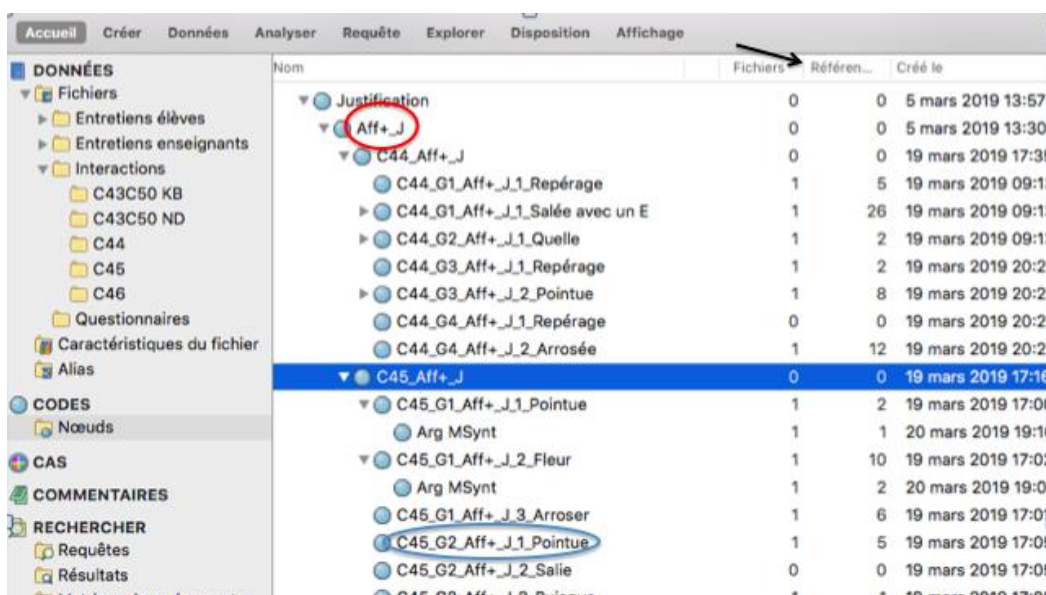 Accueil Créer Données Analyser Requête Explorer Disposition Affichage
DONNÉES
Fichiers
Entretiens élèves
Entretiens enseignants
Interactions
C43C50 KB
C43C50 ND
C44
C45
C46
Questionnaires
Caractéristiques du fichier
Alias
CODES
Nœuds
CAS
COMMENTAIRES
RECHERCHER
Requêtes
Résultats
Nom Fichiers Référen... Créé le
Justification 0 0 5 mars 2019 13:57
Aff+_J 0 0 5 mars 2019 13:30
C44_Aff+_J 0 0 19 mars 2019 17:39
C44_G1_Aff+_J_1_Repérage 1 5 19 mars 2019 09:1
C44_G1_Aff+_J_1_Salée avec un E 1 26 19 mars 2019 09:1
C44_G2_Aff+_J_1_Quelle 1 2 19 mars 2019 09:1
C44_G3_Aff+_J_1_Repérage 1 2 19 mars 2019 20:2
C44_G3_Aff+_J_2_Pointue 1 8 19 mars 2019 20:2
C44_G4_Aff+_J_1_Repérage 0 0 19 mars 2019 20:2
C44_G4_Aff+_J_2_Arrosée 1 12 19 mars 2019 20:2
C45_Aff+_J 0 0 19 mars 2019 17:16
C45_G1_Aff+_J_1_Pointue 1 2 19 mars 2019 17:0
Arg MSynt 1 1 20 mars 2019 19:1
C45_G1_Aff+_J_2_Fleur 1 10 19 mars 2019 17:0
Arg MSynt 1 2 20 mars 2019 19:0
C45_G1_Aff+_J_3_Arroser 1 6 19 mars 2019 17:0
C45_G2_Aff+_J_1_Pointue 1 5 19 mars 2019 17:0
C45_G2_Aff+_J_2_Salie 0 0 19 mars 2019 17:0